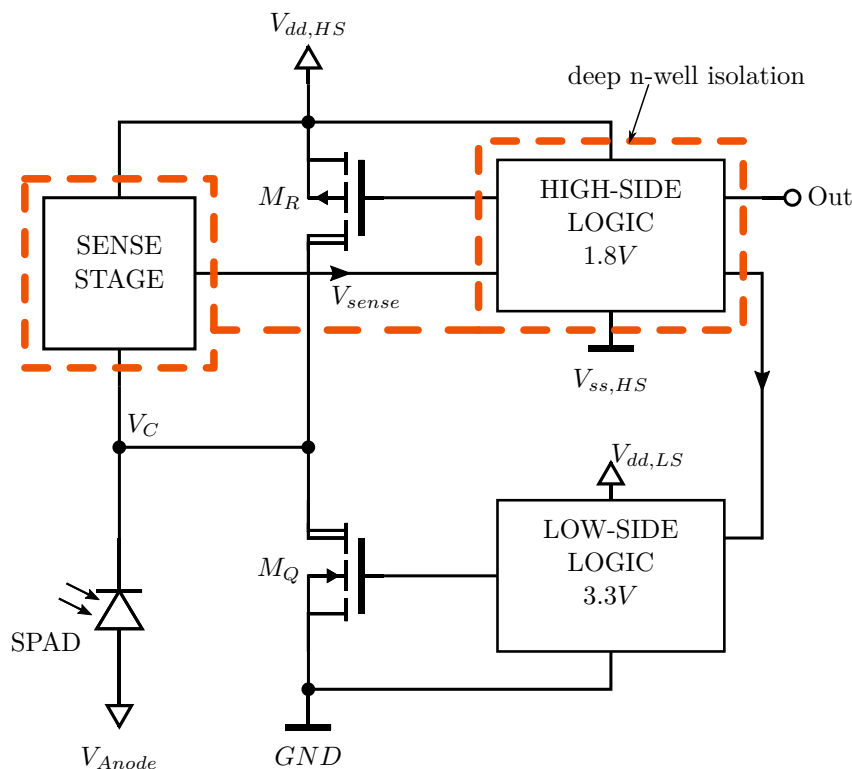 V_{dd,HS}
deep n-well isolation
M_R
HIGH-SIDE
LOGIC
1.8V
Out
SENSE
STAGE
V_{sense}
V_{ss,HS}
V_C
V_{dd,LS}
LOW-SIDE
LOGIC
3.3V
M_Q
SPAD
V_{Anode}
GND